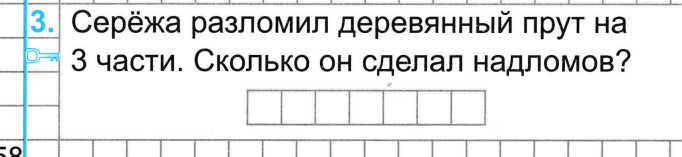 3. Серёжа разломил деревянный прут на
3 части. Сколько он сделал надломов?
58